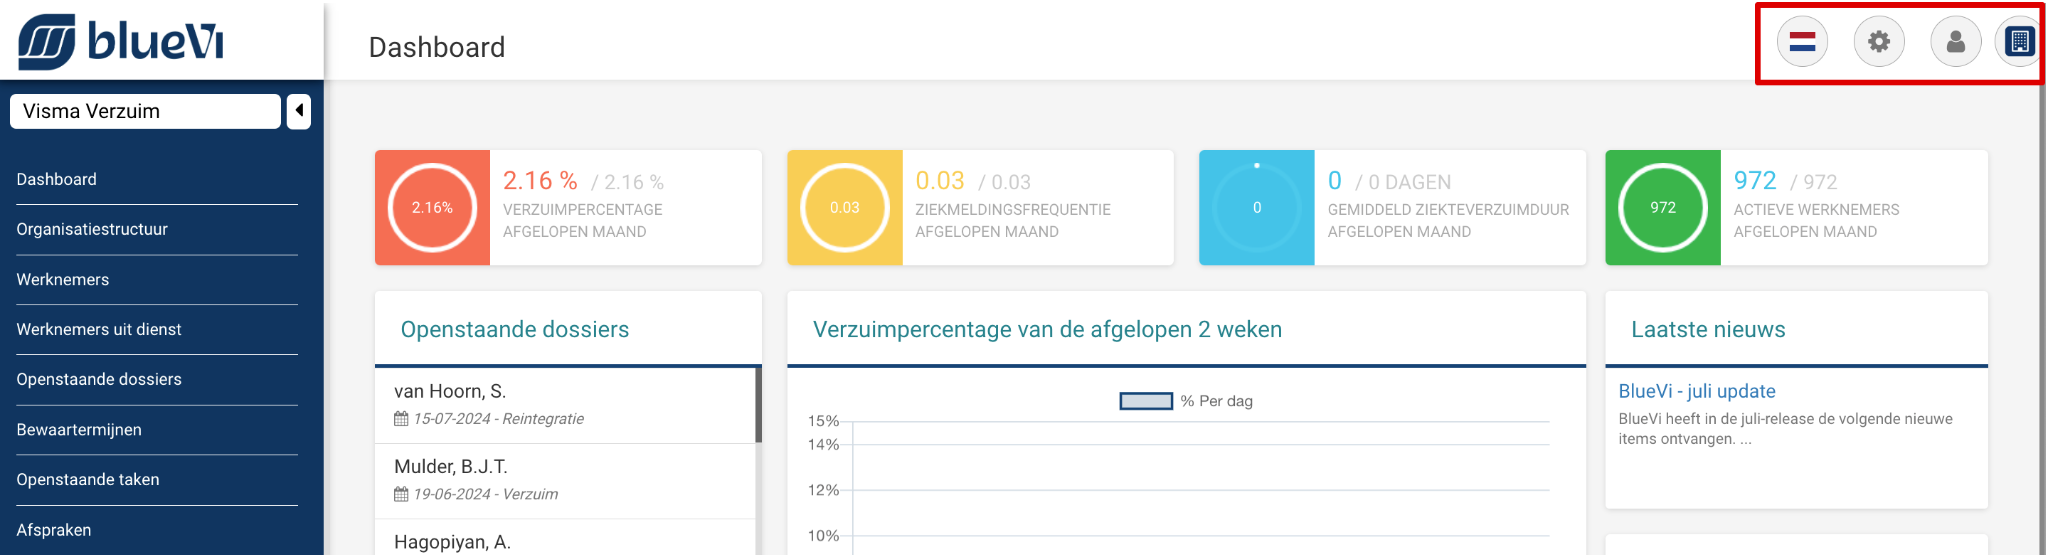 blueVi
Dashboard
Visma Verzuim
Dashboard
Organisatiestructuur
Werknemers
Werknemers uit dienst
Openstaande dossiers
Bewaartermijnen
Openstaande taken
Afspraken
2.16%
2.16 % / 2.16 %
VERZUIMPERCENTAGE
AFGELOPEN MAAND
0.03
0.03 / 0.03
ZIEKMELDINGSFREQUENTIE
AFGELOPEN MAAND
0
0 / 0 DAGEN
GEMIDDELD ZIEKTEVERZUIMDUUR
AFGELOPEN MAAND
972
972 / 972
ACTIEVE WERKNEMERS
AFGELOPEN MAAND
Openstaande dossiers
van Hoorn, S.
15-07-2024 - Reintegratie
Mulder, B.J.T.
19-06-2024 - Verzuim
Hagopiyan, A.
Verzuimpercentage van de afgelopen 2 weken
% Per dag
15%
14%
12%
10%
Laatste nieuws
BlueVi - juli update
BlueVi heeft in de juli-release de volgende nieuwe
items ontvangen. ...